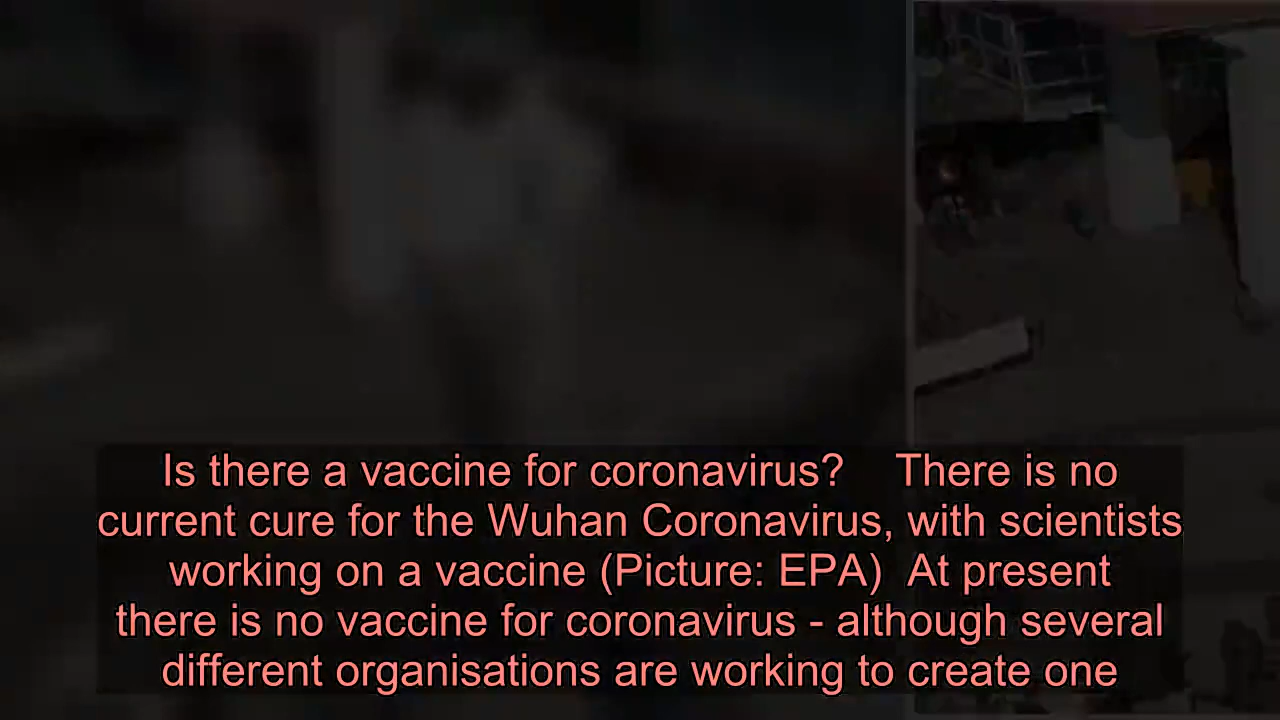 Is there a vaccine for coronavirus?    There is no
current cure for the Wuhan Coronavirus, with scientists
working on a vaccine (Picture: EPA)  At present
there is no vaccine for coronavirus - although several
different organisations are working to create one